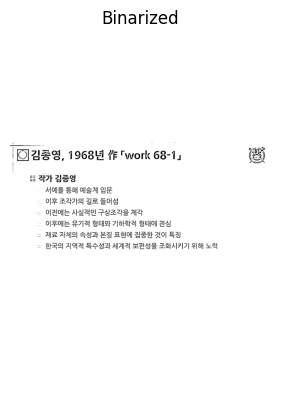 Binarized
김종영, 1968년 作「work 68-1」
작가 김종영
서예를 통해 예술계 입문
이후 조각가의 길로 들어섬
이전에는 사실적인 구상조각을 제작
이후에는 유기적 형태와 기하학적 형태에 관심
재료 자체의 속성과 본질 표현에 집중한 것이 특징
한국의 지역적 특수성과 세계적 보편성을 조화시키기 위해 노력